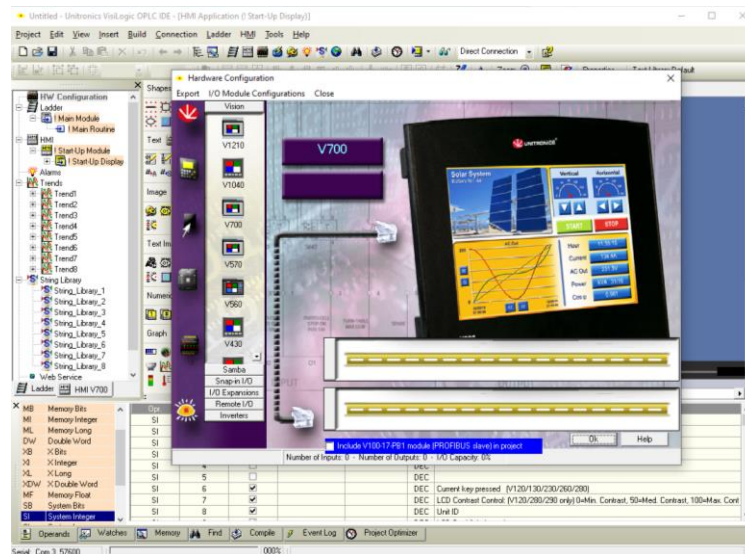 Untitled - Unitronics VisiLogic OPLC IDE - [HMI Application (! Start-Up Display)]
Project Edit View Insert Build Connection Ladder HMI Tools Help
Direct Connection
Hardware Configuration
Export I/O Module Configurations Close
HW Configuration
Ladder
! Main Module
! Main Routine
HMI
! Start-Up Module
! Start-Up Display
Alarms
Trends
Trend1
Trend2
Trend3
Trend4
Trend5
Trend6
Trend7
Trend8
String Library
String_Library_1
String_Library_2
String_Library_3
String_Library_4
String_Library_5
String_Library_6
String_Library_7
String_Library_8
Web Service
Ladder HMI V700
Shapes
Text
Image
Graph
Vision
V1210
V1040
V700
V570
V560
V430
Samba
Snap-in I/O
I/O Expansions
Remote I/O
Inverters
V700
UNITRONICS
Solar System
Vertical Horizontal
START STOP
AC Out
Hour
Current
AC Out
Power
Include V100-17-PB1 module (PROFIBUS slave) in project
Ok Help
Number of Inputs: 0 - Number of Outputs: 0 - I/O Capacity: 0%
MB Memory Bits
MI Memory Integer
ML Memory Long
DW Double Word
XB X Bits
XI X Integer
XL X Long
XDW X Double Word
MF Memory Float
SB System Bits
SI System Integer
SI 5 DEC
SI 6 DEC Current key pressed (V120/130/230/260/280)
SI 7 DEC LCD Contrast Control: (V120/280/290 only) 0=Min. Contrast, 50=Med. Contrast, 100=Max. Cont
SI 8 DEC Unit ID
Operands Watches Memory Find Compile Event Log Project Optimizer
Serial: Com 3, 57600
000%